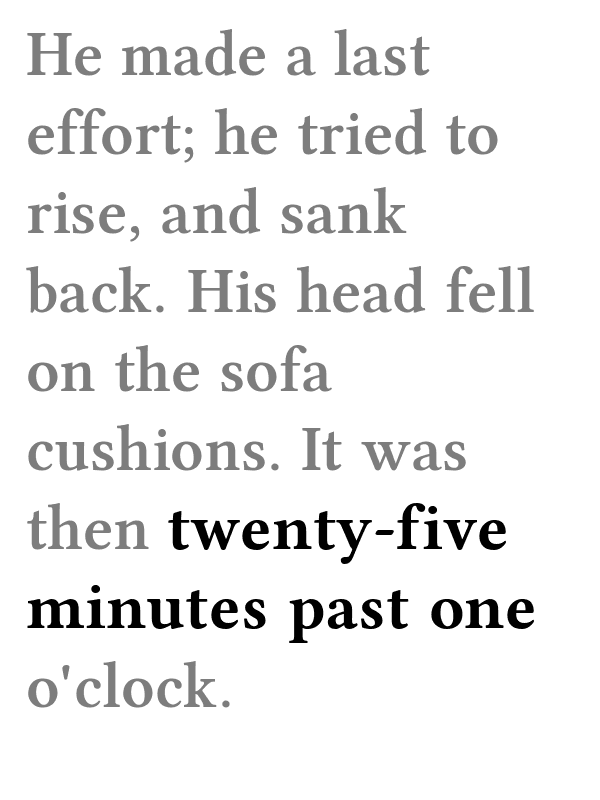 He made a last
effort; he tried to
rise, and sank
back. His head fell
on the sofa
cushions. It was
then twenty-five
minutes past one
o'clock.